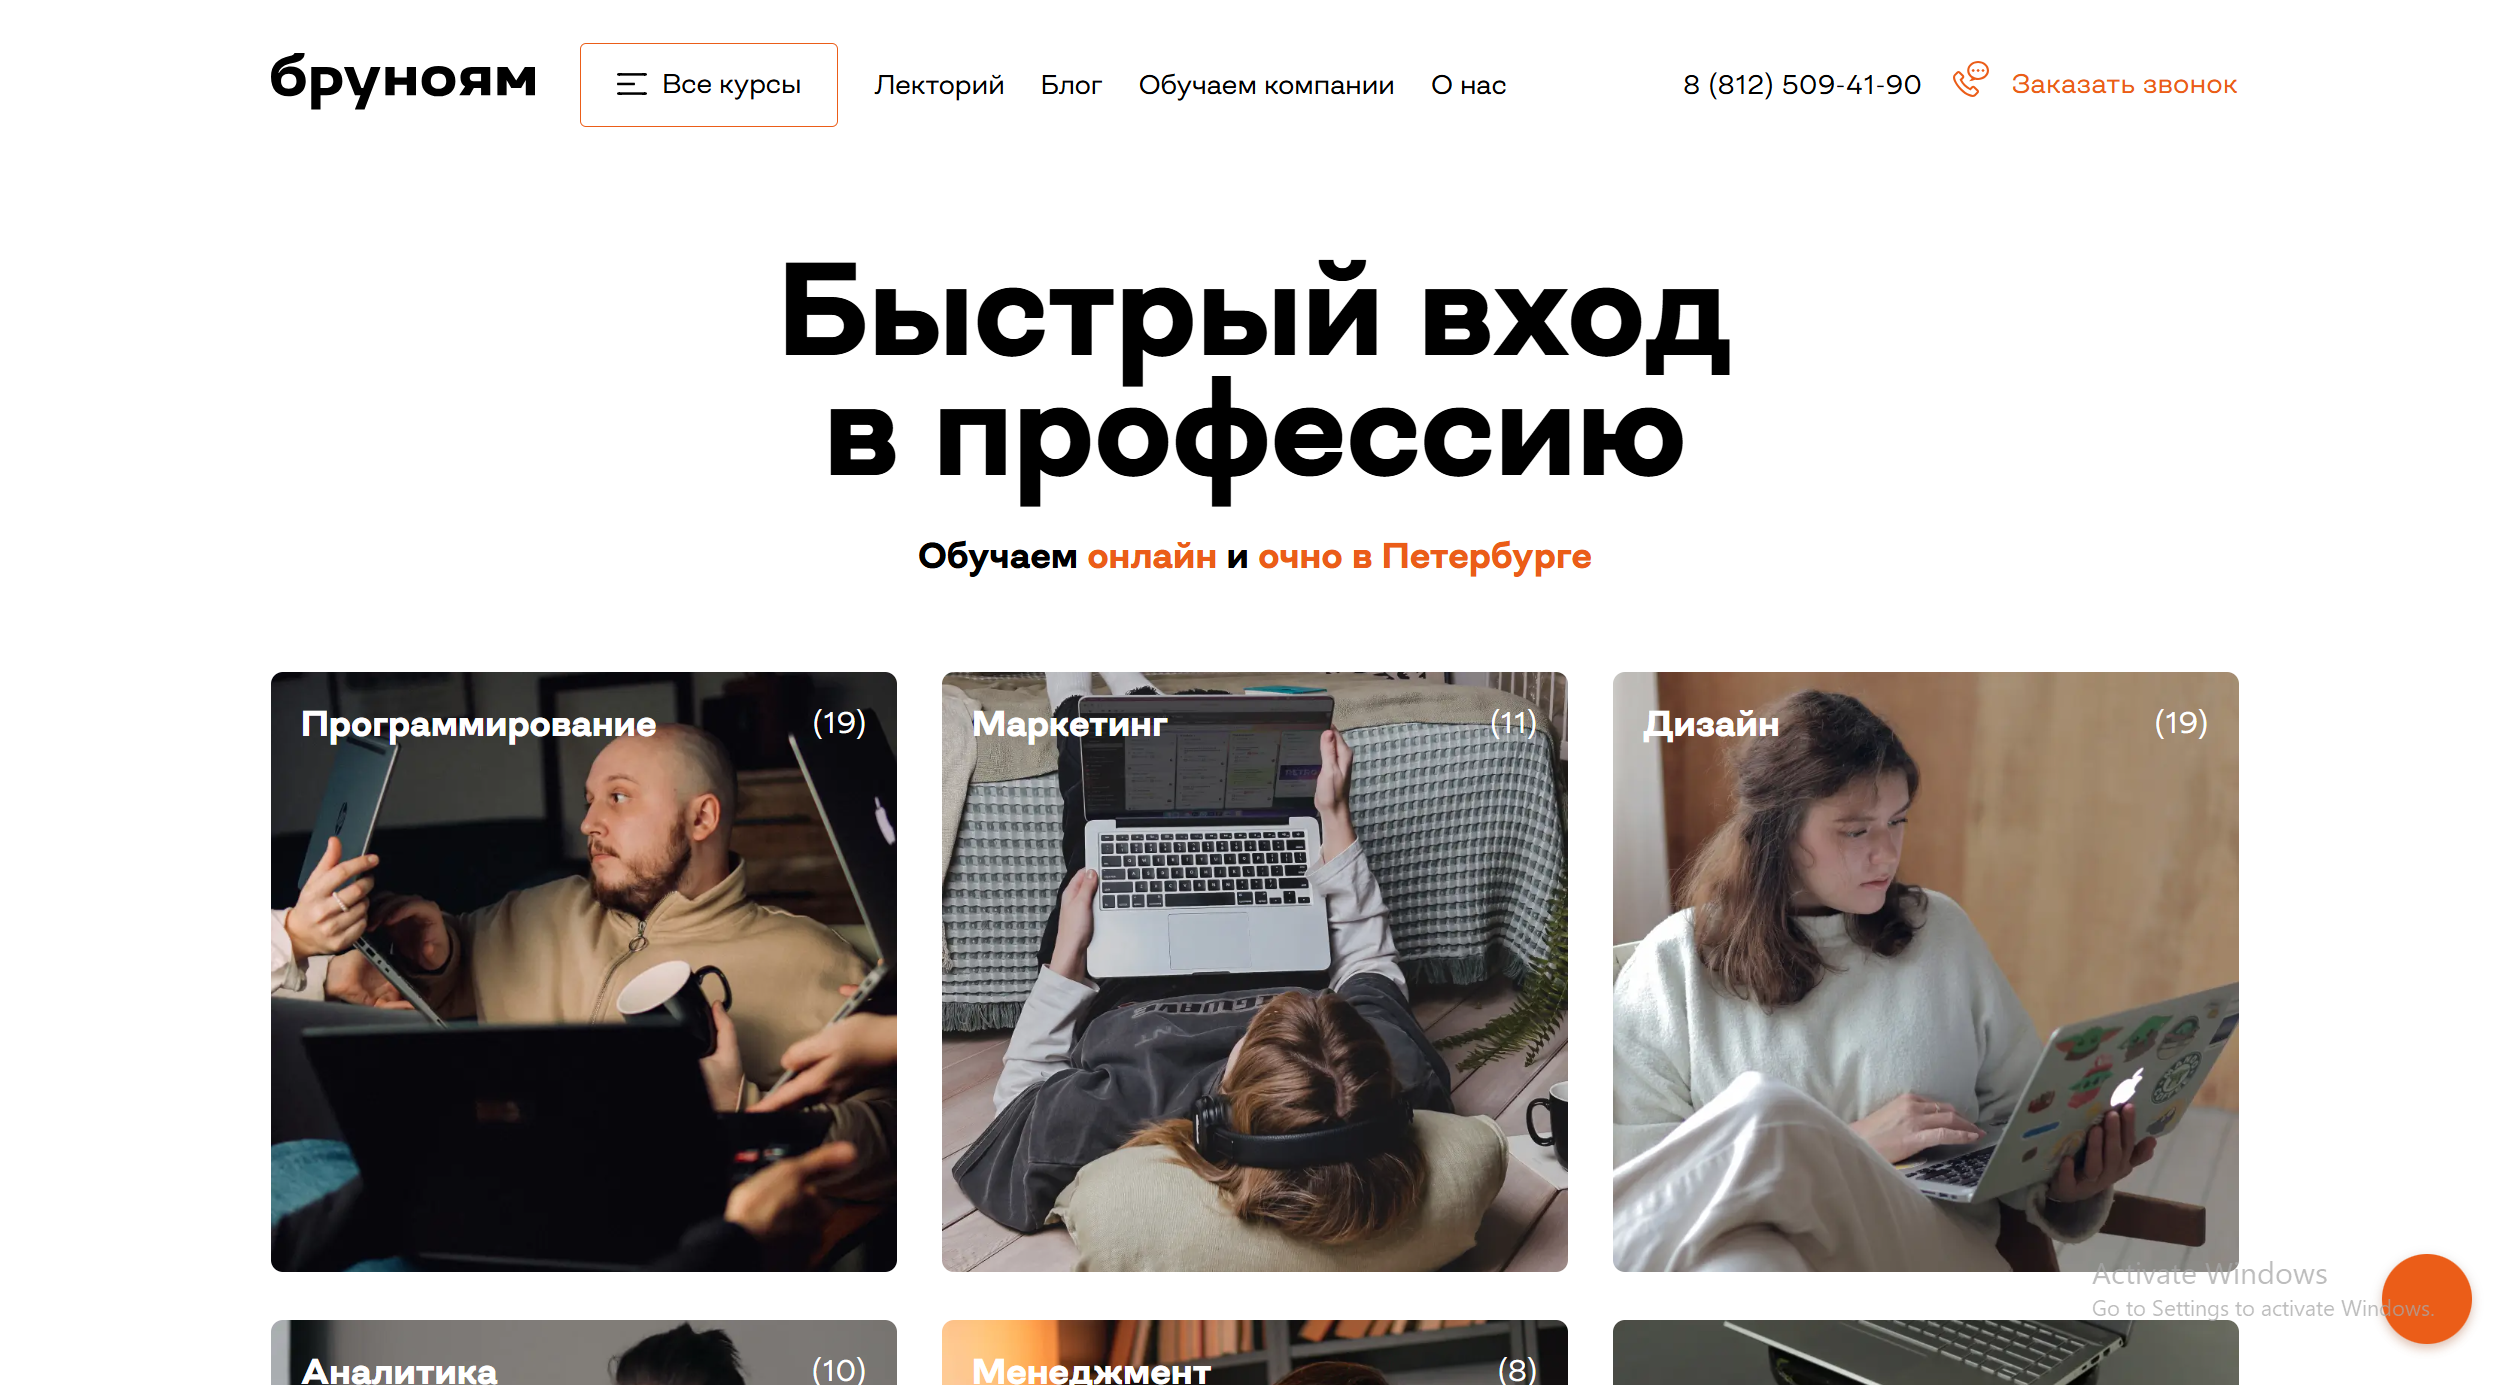 бруноям
Все курсы
Лекторий
Блог
Обучаем компании
О нас
8 (812) 509-41-90
Заказать звонок
Быстрый вход
в профессию
Обучаем онлайн и очно в Петербурге
Программирование (19)
Маркетинг (11)
Дизайн (19)
Activate Windows
Go to Settings to activate Windows.
Аналитика (10)
Менеджмент (8)